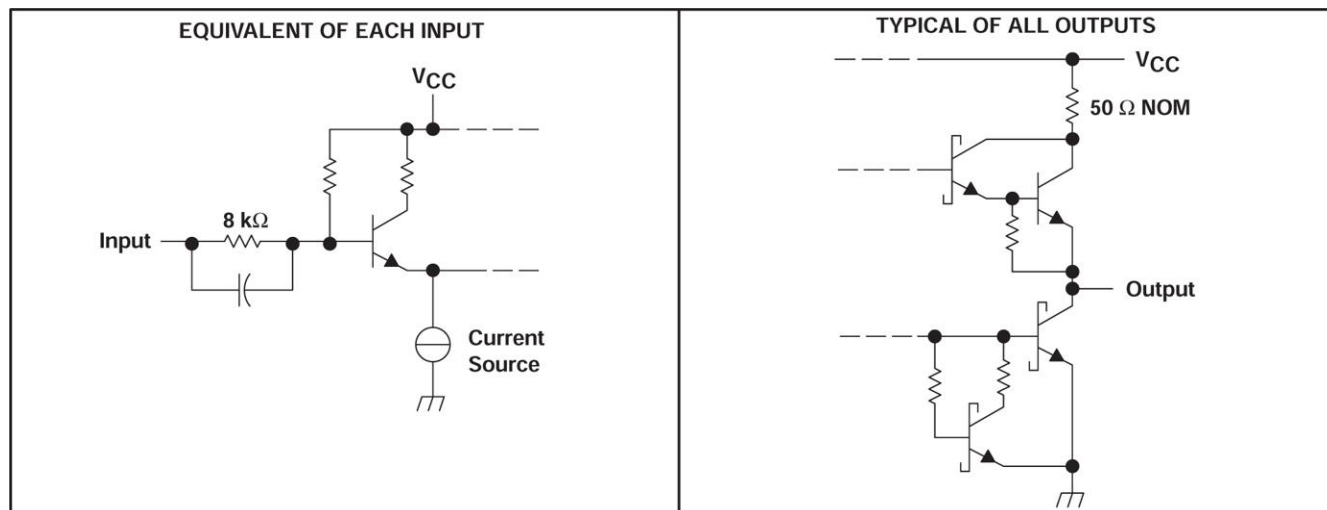 EQUIVALENT OF EACH INPUT
VCC
8 kΩ
Input
Current
Source
TYPICAL OF ALL OUTPUTS
VCC
50 Ω NOM
Output